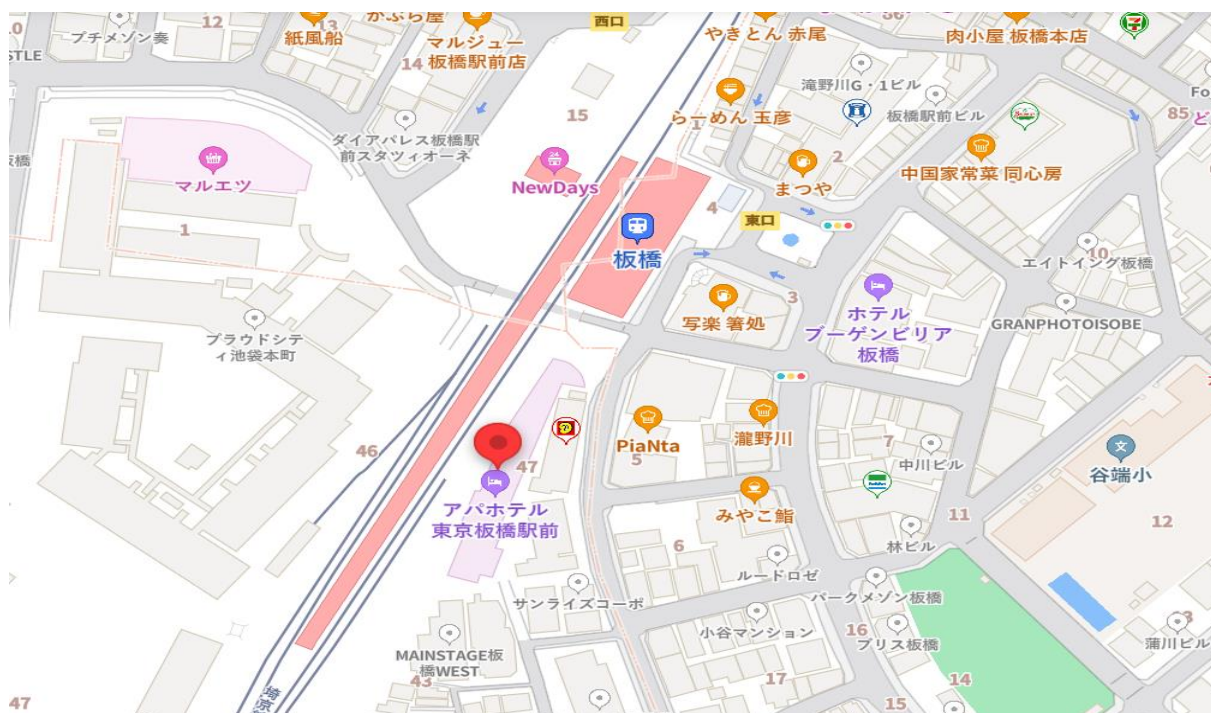 10
プチメゾン奏
12
紙風船
13
かぶら屋
マルジュー
板橋駅前店
14
西口
やきとん 赤尾
肉小屋 板橋本店
滝野川G・1ビル
板橋駅前ビル
85
STLE
15
らーめん 玉彦
1
ダイアパレス板橋駅
前スタツィオーネ
2
まつや
中国家常菜 同心房
板橋
マルエツ
24
NewDays
4
東口
1
板橋
10
エイトイング板橋
3
写楽 箸処
ホテル
ブーゲンビリア
板橋
GRANPHOTOISOBE
プラウドシテ
ィ池袋本町
46
47
PiaNta
瀧野川
5
7
中川ビル
文
谷端小
アパホテル
東京板橋駅前
みやこ鮨
11
12
林ビル
6
ルードロゼ
サンライズコーポ
パークメゾン板橋
小谷マンション
16
ブリス板橋
3
蒲川ビル
MAINSTAGE板
橋WEST
43
17
14
15
47
埼京